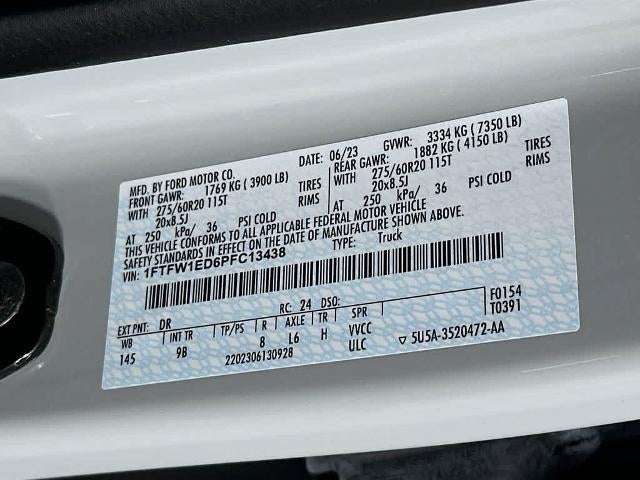 MFD. BY FORD MOTOR CO.
DATE: 06/23 GVWR: 3334 KG ( 7350 LB)
FRONT GAWR: 1769 KG ( 3900 LB) REAR GAWR: 1882 KG ( 4150 LB)
WITH 275/60R20 115T TIRES WITH 275/60R20 115T TIRES
20x8.5J RIMS 20x8.5J RIMS
AT 250 kPa/ 36 PSI COLD AT 250 kPa/ 36 PSI COLD
THIS VEHICLE CONFORMS TO ALL APPLICABLE FEDERAL MOTOR VEHICLE
SAFETY STANDARDS IN EFFECT ON THE DATE OF MANUFACTURE SHOWN ABOVE.
VIN: 1FTFW1ED6PFC13438 TYPE: Truck
F0154
T0391
EXT PNT: DR RC: 24 DSO:
WB INT TR TP/PS R AXLE TR SPR
145 9B 8 L6 H VVCC
2202306130928 ULC ▽ 5U5A-3520472-AA